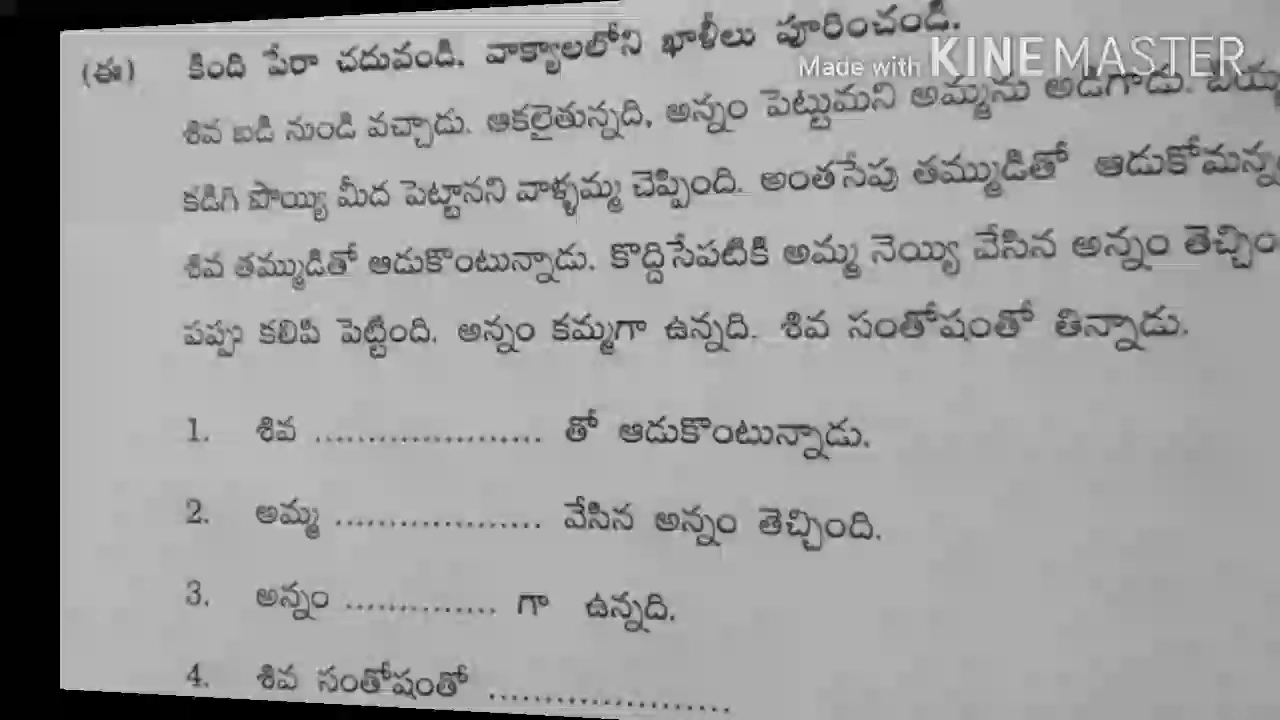 (ఈ) కింది పేరా చదువండి. వాక్యాలలోని ఖాళీలు పూరించండి.
Made with KINEMASTER
శివ బడి నుండి వచ్చాడు. ఆకలైతున్నది, అన్నం పెట్టుమని అమ్మను అడిగాడు.
కడిగి పొయ్యి మీద పెట్టానని వాళ్ళమ్మ చెప్పింది. అంతసేపు తమ్ముడితో
శివ తమ్ముడితో ఆడుకొంటున్నాడు. కొద్దిసేపటికి అమ్మ నెయ్యి వేసిన అన్నం
పప్పు కలిపి పెట్టింది. అన్నం కమ్మగా ఉన్నది. శివ సంతోషంతో తిన్నాడు.
1. శివ ...................... తో ఆడుకొంటున్నాడు.
2. అమ్మ .................... వేసిన అన్నం తెచ్చింది.
3. అన్నం .............. గా ఉన్నది.
4. శివ సంతోషంతో .......................